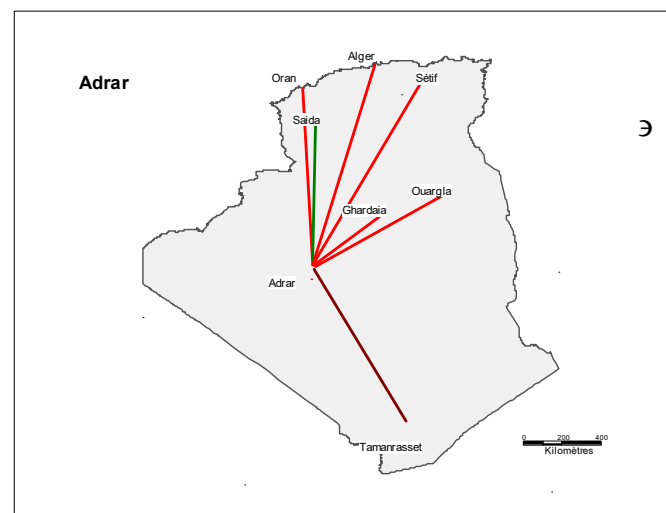 Adrar
Alger
Oran
Sétif
Saida
Э
Ouargla
Ghardaia
Adrar
Tamanrasset
0 200 400
Kilomètres